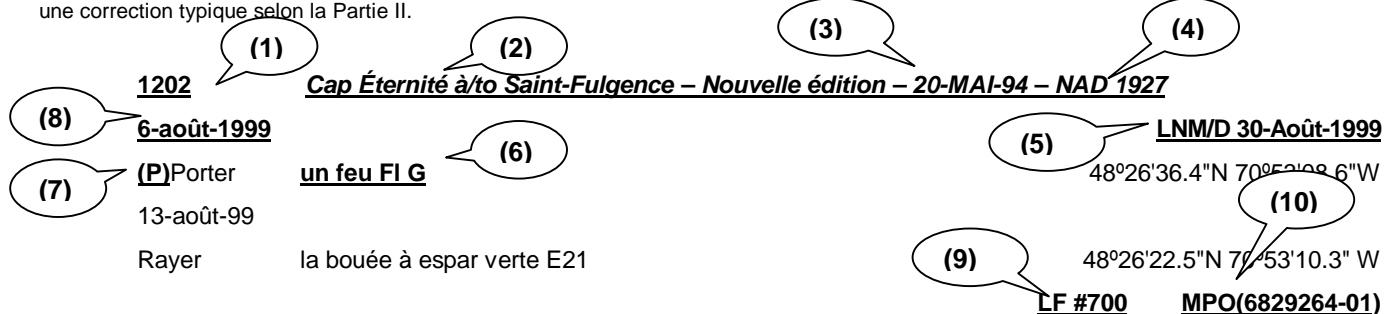 une correction typique selon la Partie II.
(1) (2) (3) (4)
1202 Cap Éternité à/to Saint-Fulgence – Nouvelle édition – 20-MAI-94 – NAD 1927
(8) 6-août-1999 (5) LNM/D 30-Août-1999
(7) (P)Porter un feu Fl G (6) 48º26'36.4"N
13-août-99 (10)
Rayer la bouée à espar verte E21 (9) 48º26'22.5"N 70º53'10.3" W
LF #700 MPO(6829264-01)